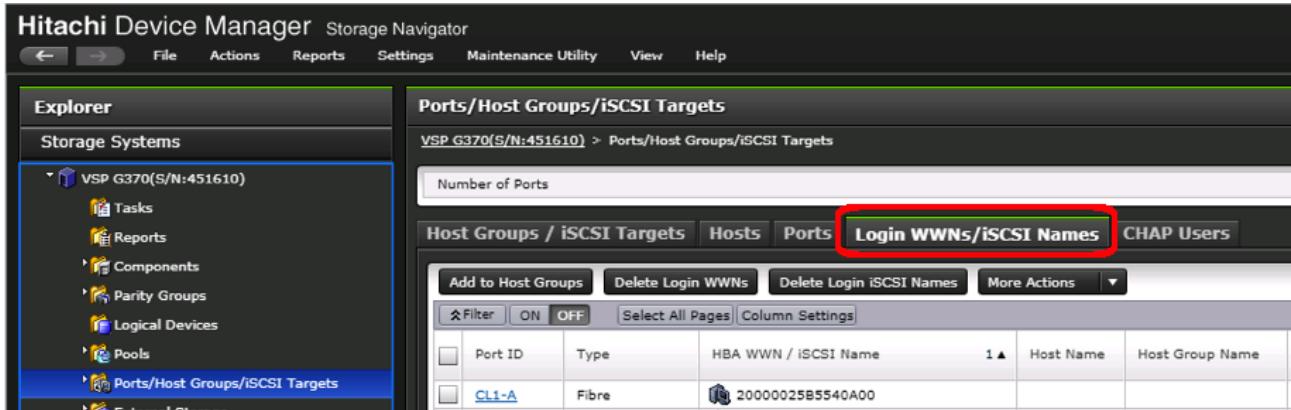 Hitachi Device Manager Storage Navigator
File Actions Reports Settings Maintenance Utility View Help
Explorer
Storage Systems
VSP G370(S/N:451610)
Tasks
Reports
Components
Parity Groups
Logical Devices
Pools
Ports/Host Groups/iSCSI Targets
Ports/Host Groups/iSCSI Targets
VSP G370(S/N:451610) > Ports/Host Groups/iSCSI Targets
Number of Ports
Host Groups / iSCSI Targets Hosts Ports Login WWNs/iSCSI Names CHAP Users
Add to Host Groups Delete Login WWNs Delete Login iSCSI Names More Actions
Filter ON OFF Select All Pages Column Settings
Port ID Type HBA WWN / iSCSI Name 1 Host Name Host Group Name
CL1-A Fibre 20000025B5540A00